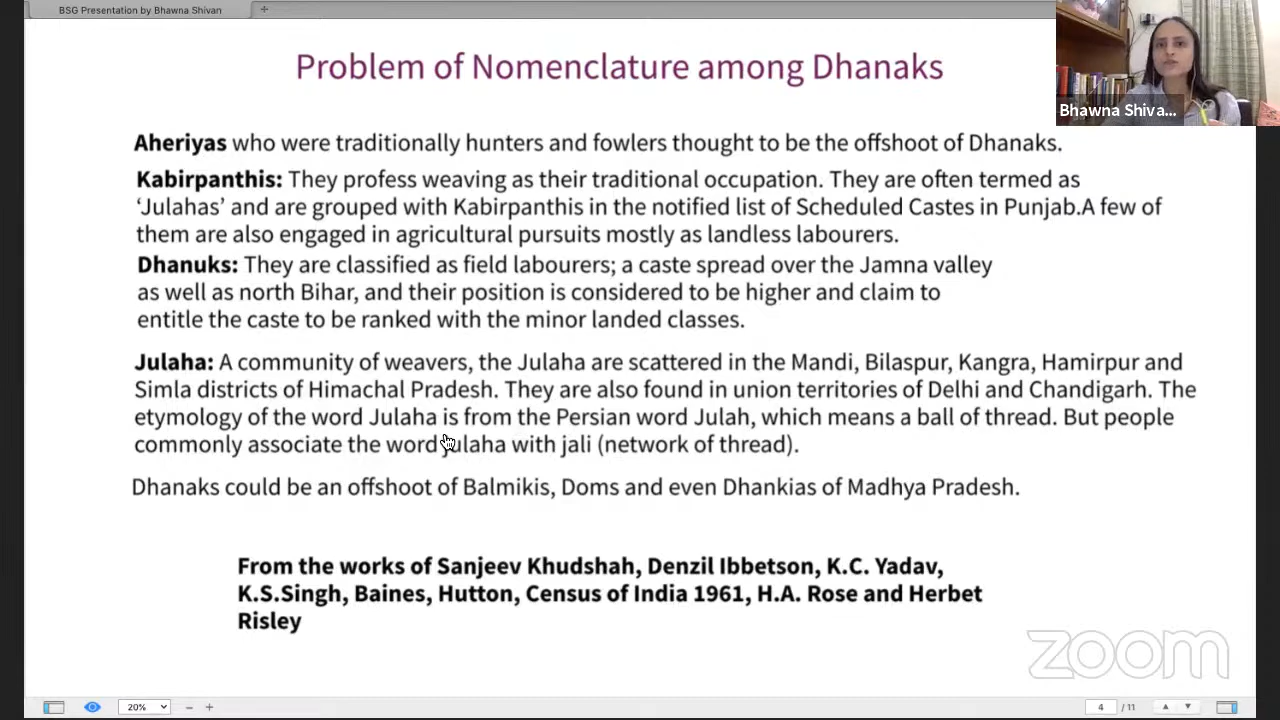 BSG Presentation by Bhawna Shivan
+
Problem of Nomenclature among Dhanaks
Bhawna Shiva...
Aheriyas who were traditionally hunters and fowlers thought to be the offshoot of Dhanaks.
Kabirpanthis: They profess weaving as their traditional occupation. They are often termed as
‘Julahas’ and are grouped with Kabirpanthis in the notified list of Scheduled Castes in Punjab.A few of
them are also engaged in agricultural pursuits mostly as landless labourers.
Dhanuks: They are classified as field labourers; a caste spread over the Jamna valley
as well as north Bihar, and their position is considered to be higher and claim to
entitle the caste to be ranked with the minor landed classes.
Julaha: A community of weavers, the Julaha are scattered in the Mandi, Bilaspur, Kangra, Hamirpur and
Simla districts of Himachal Pradesh. They are also found in union territories of Delhi and Chandigarh. The
etymology of the word Julaha is from the Persian word Julah, which means a ball of thread. But people
commonly associate the word julaha with jali (network of thread).
Dhanaks could be an offshoot of Balmikis, Doms and even Dhankias of Madhya Pradesh.
From the works of Sanjeev Khudshah, Denzil Ibbetson, K.C. Yadav,
K.S.Singh, Baines, Hutton, Census of India 1961, H.A. Rose and Herbet
Risley
zoom
20% − + 4 / 11